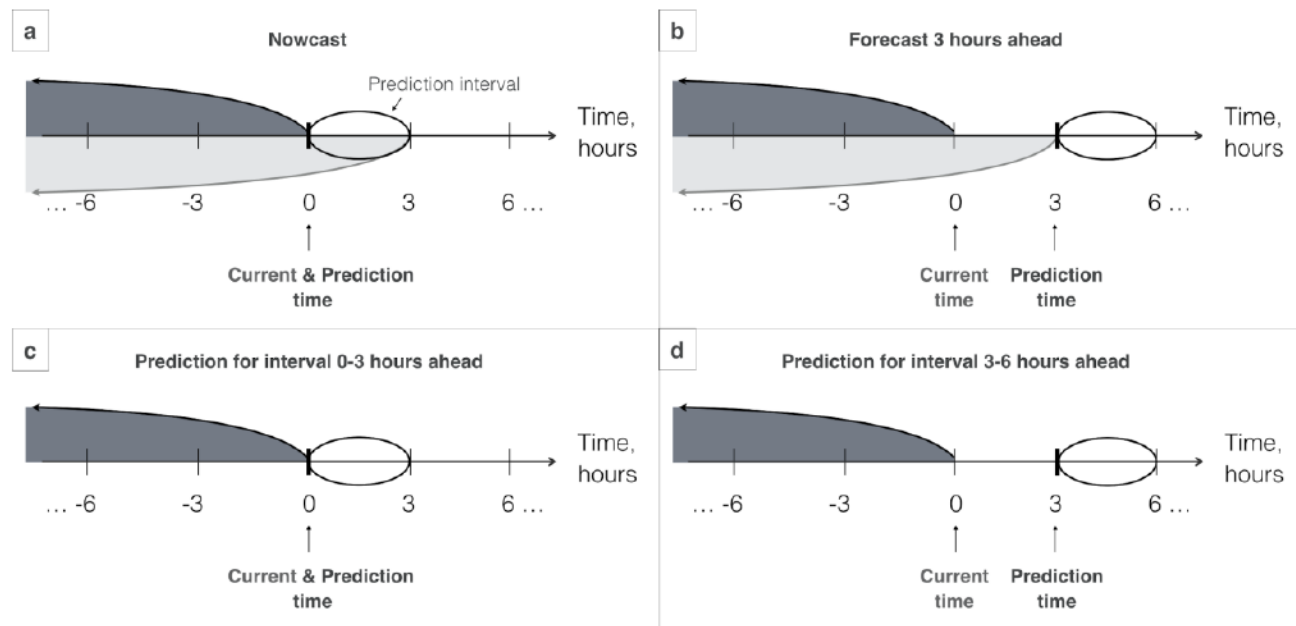 a
Nowcast
Prediction interval
Time,
hours
... -6 -3 0 3 6 ...
Current & Prediction
time
b
Forecast 3 hours ahead
Time,
hours
... -6 -3 0 3 6 ...
Current Prediction
time time
c
Prediction for interval 0-3 hours ahead
Time,
hours
... -6 -3 0 3 6 ...
Current & Prediction
time
d
Prediction for interval 3-6 hours ahead
Time,
hours
... -6 -3 0 3 6 ...
Current Prediction
time time